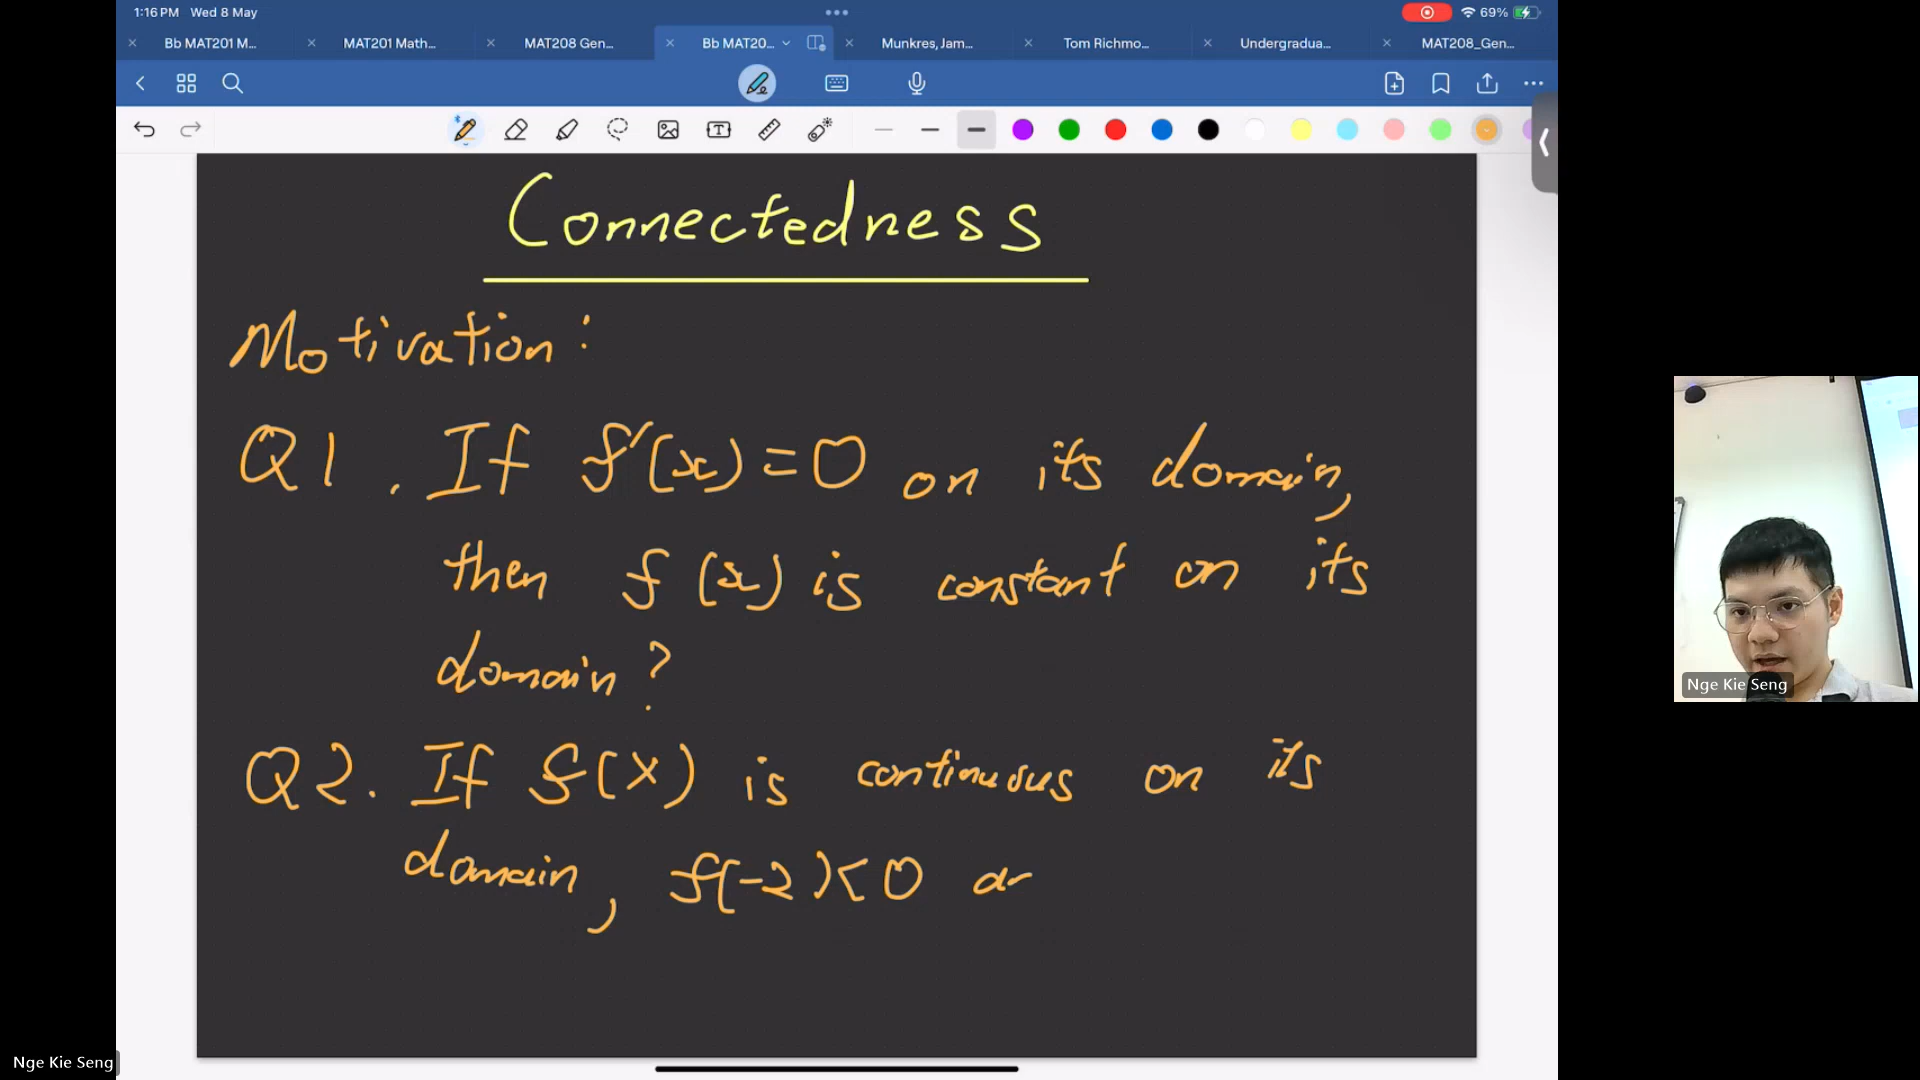 1:16 PM Wed 8 May
69%
Bb MAT201 M...
MAT201 Math...
MAT208 Gen...
Bb MAT20...
Munkres, Jam...
Tom Richmo...
Undergradua...
MAT208_Gen...
Connectedness
Motivation:
Q1. If f'(x)=0 on its domain,
then f(x) is constant on its
domain?
Q2. If f(x) is continuous on its
domain, f(-2)<0
Nge Kie Seng
Nge Kie Seng